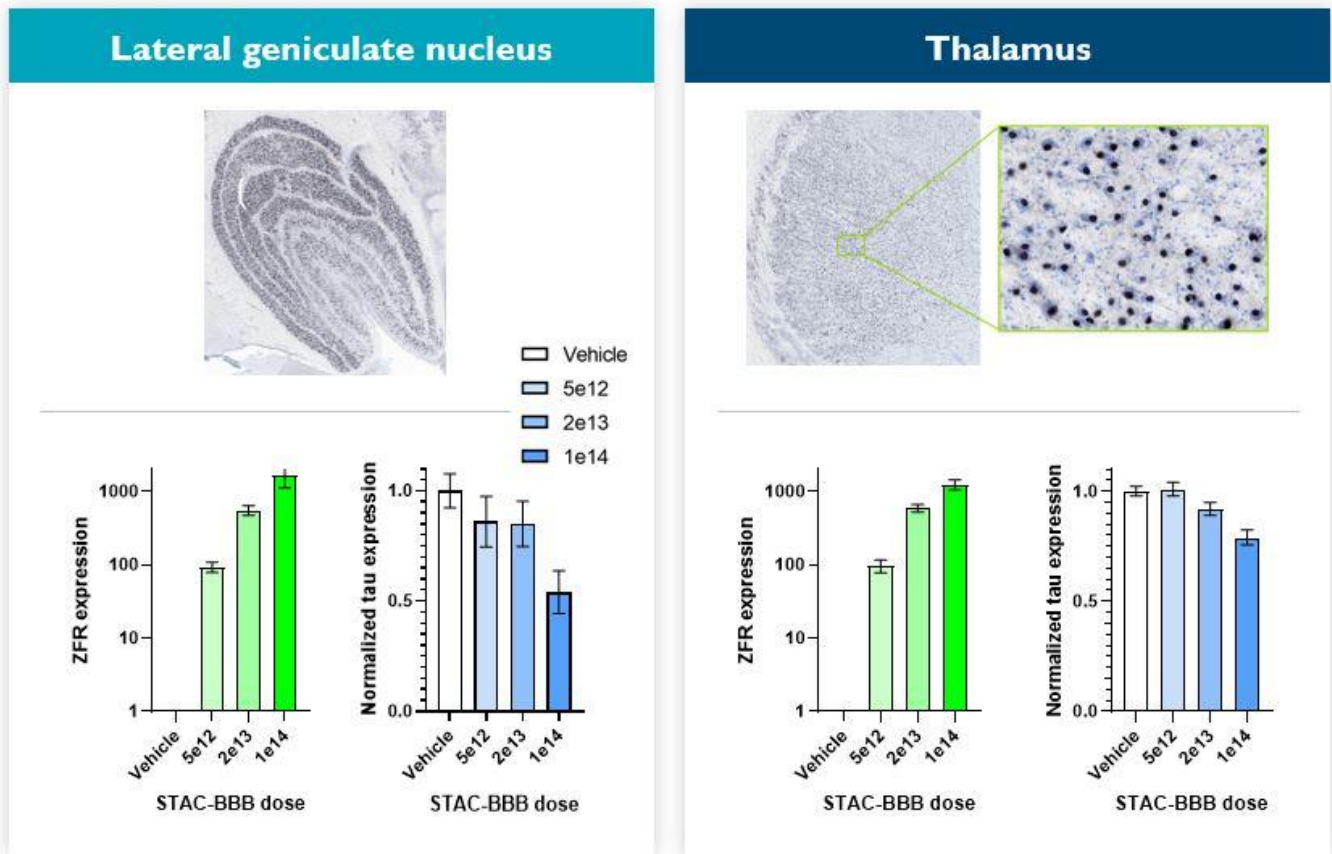 Lateral geniculate nucleus
Vehicle
5e12
2e13
1e14
ZFR expression
1000
100
10
1
Vehicle
5e12
2e13
1e14
STAC-BBB dose
Normalized tau expression
1.0
0.5
0.0
Vehicle
5e12
2e13
1e14
STAC-BBB dose
Thalamus
ZFR expression
1000
100
10
1
Vehicle
5e12
2e13
1e14
STAC-BBB dose
Normalized tau expression
1.0
0.5
0.0
Vehicle
5e12
2e13
1e14
STAC-BBB dose